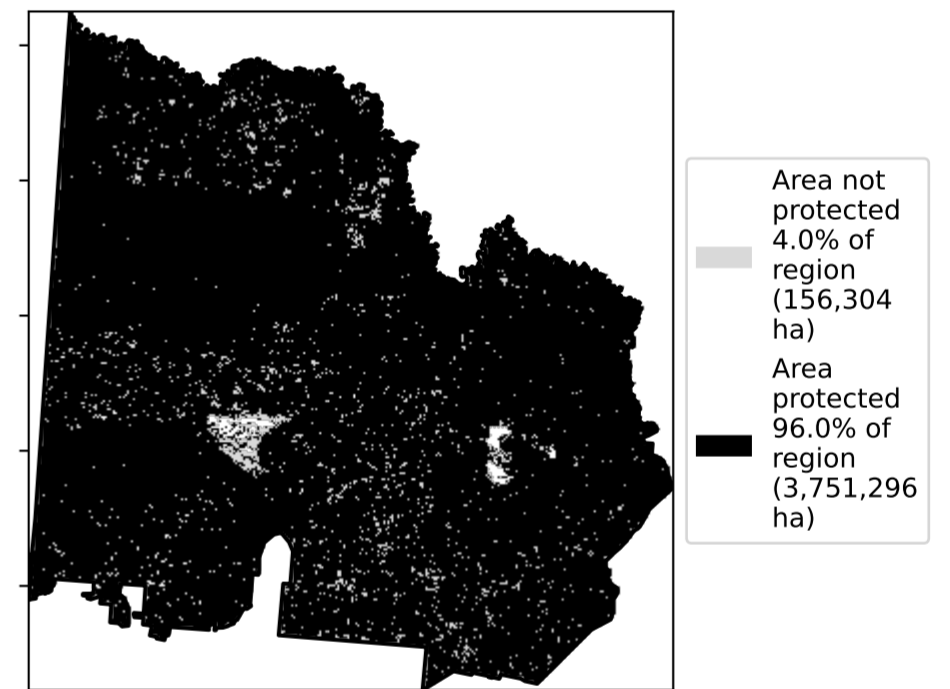 Area not
protected
4.0% of
region
(156,304
ha)
Area
protected
96.0% of
region
(3,751,296
ha)